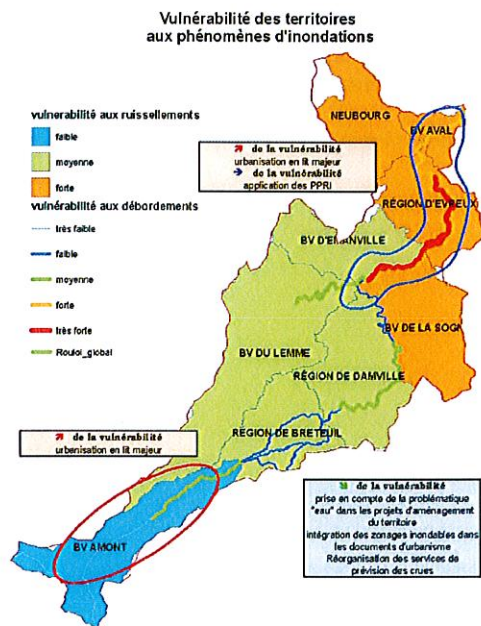 Vulnérabilité des territoires
aux phénomènes d'inondations
vulnerabilité aux ruissellements
faible
moyenne
forte
vulnerabilité aux débordements
très faible
faible
moyenne
forte
très forte
Rouloi_global
de la vulnérabilité
urbanisation en lit majeur
de la vulnérabilité
application des PPRI
NEUBOURG
BV AVAL
RÉGION D'EVREUX
BV D'EMANVILLE
BV DE LA SOGN
BV DU LEMME
RÉGION DE DAMVILLE
RÉGION DE BRETEUIL
BV AMONT
de la vulnérabilité
urbanisation en lit majeur
de la vulnérabilité
prise en compte de la problématique
"eau" dans les projets d'aménagement
du territoire
intégration des zonages inondables dans
les documents d'urbanisme
Réorganisation des services de
prévision des crues